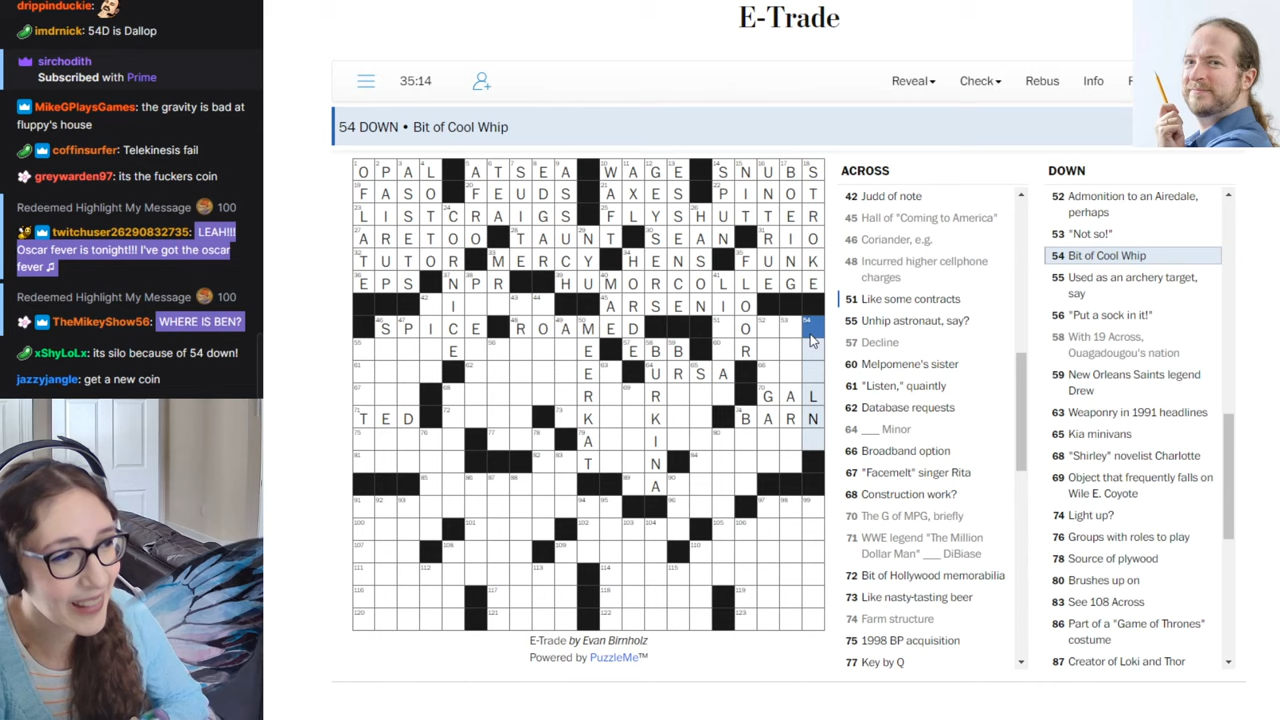 drippinduckie:
imdrnick: 54D is Dallop
sirchodith
Subscribed with Prime
MikeGPlaysGames: the gravity is bad at
fluppy's house
coffinsurfer: Telekinesis fail
greywarden97: its the fuckers coin
Redeemed Highlight My Message 100
twitchuser26290832735: LEAH!!!
Oscar fever is tonight!!! I've got the oscar
fever ♫
Redeemed Highlight My Message 100
TheMikeyShow56: WHERE IS BEN?
xShyLoLx: its silo because of 54 down!
jazzyjangle: get a new coin
E-Trade
35:14
Reveal
Check
Rebus
Info
54 DOWN • Bit of Cool Whip
O P A L A T S E A W A G E S N U B S
F A S O F E U D S A X E S P I N O T
L I S T C R A I G S F L Y S H U T T E R
A R E T O O T A U N T S E A N R I O
T U T O R M E R C Y H E N S F U N K
E P S N P R H U M O R C O L L E G E
I A R S E N I O
S P I C E R O A M E D O
E E E B B R
E U R S A
R R G A L
T E D K K B A R N
A I
T N
A
E-Trade by Evan Birnholz
Powered by PuzzleMe™
ACROSS
42 Judd of note
45 Hall of "Coming to America"
46 Coriander, e.g.
48 Incurred higher cellphone
charges
51 Like some contracts
55 Unhip astronaut, say?
57 Decline
60 Melpomene's sister
61 "Listen," quaintly
62 Database requests
64 ___ Minor
66 Broadband option
67 "Facemelt" singer Rita
68 Construction work?
70 The G of MPG, briefly
71 WWE legend "The Million
Dollar Man" ___ DiBiase
72 Bit of Hollywood memorabilia
73 Like nasty-tasting beer
74 Farm structure
75 1998 BP acquisition
77 Key by Q
DOWN
52 Admonition to an Airedale,
perhaps
53 "Not so!"
54 Bit of Cool Whip
55 Used as an archery target,
say
56 "Put a sock in it!"
58 With 19 Across,
Ouagadougou's nation
59 New Orleans Saints legend
Drew
63 Weaponry in 1991 headlines
65 Kia minivans
68 "Shirley" novelist Charlotte
69 Object that frequently falls on
Wile E. Coyote
74 Light up?
76 Groups with roles to play
78 Source of plywood
80 Brushes up on
83 See 108 Across
86 Part of a "Game of Thrones"
costume
87 Creator of Loki and Thor